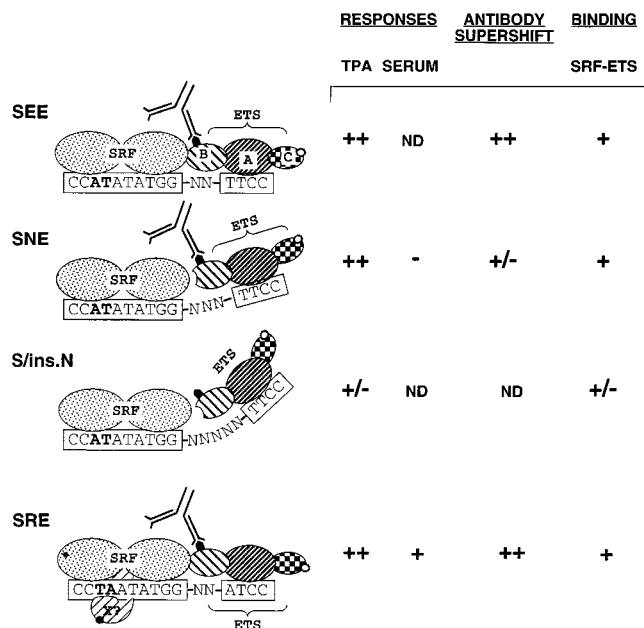 RESPONSES ANTIBODY SUPERSHIFT BINDING
TPA SERUM SRF-ETS
SEE
ETS
SRF B A C
CCATATATGG -NN- TTCC
++ ND ++ +
SNE
ETS
SRF
CCATATATGG -NNN- TTCC
++ - +/- +
S/ins.N
ETS
SRF
CCATATATGG -NNNNN- TTCC
+/- ND ND +/-
SRE
SRF
CCTAATATGG -NN- ATCC
X?
ETS
++ + ++ +